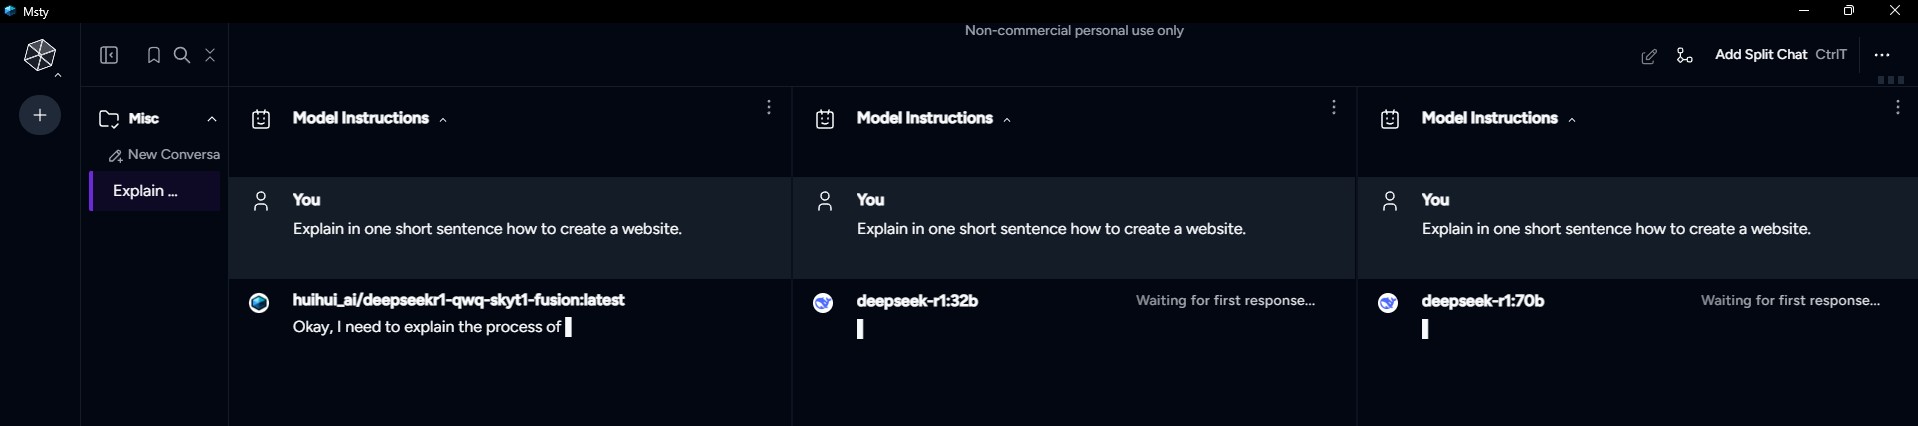 Msty
Non-commercial personal use only
Add Split Chat CtrlT
Misc
New Conversa
Explain ...
Model Instructions
You
Explain in one short sentence how to create a website.
huihui_ai/deepseekr1-qwq-skyt1-fusion:latest
Okay, I need to explain the process of
Model Instructions
You
Explain in one short sentence how to create a website.
deepseek-r1:32b Waiting for first response...
Model Instructions
You
Explain in one short sentence how to create a website.
deepseek-r1:70b Waiting for first response...